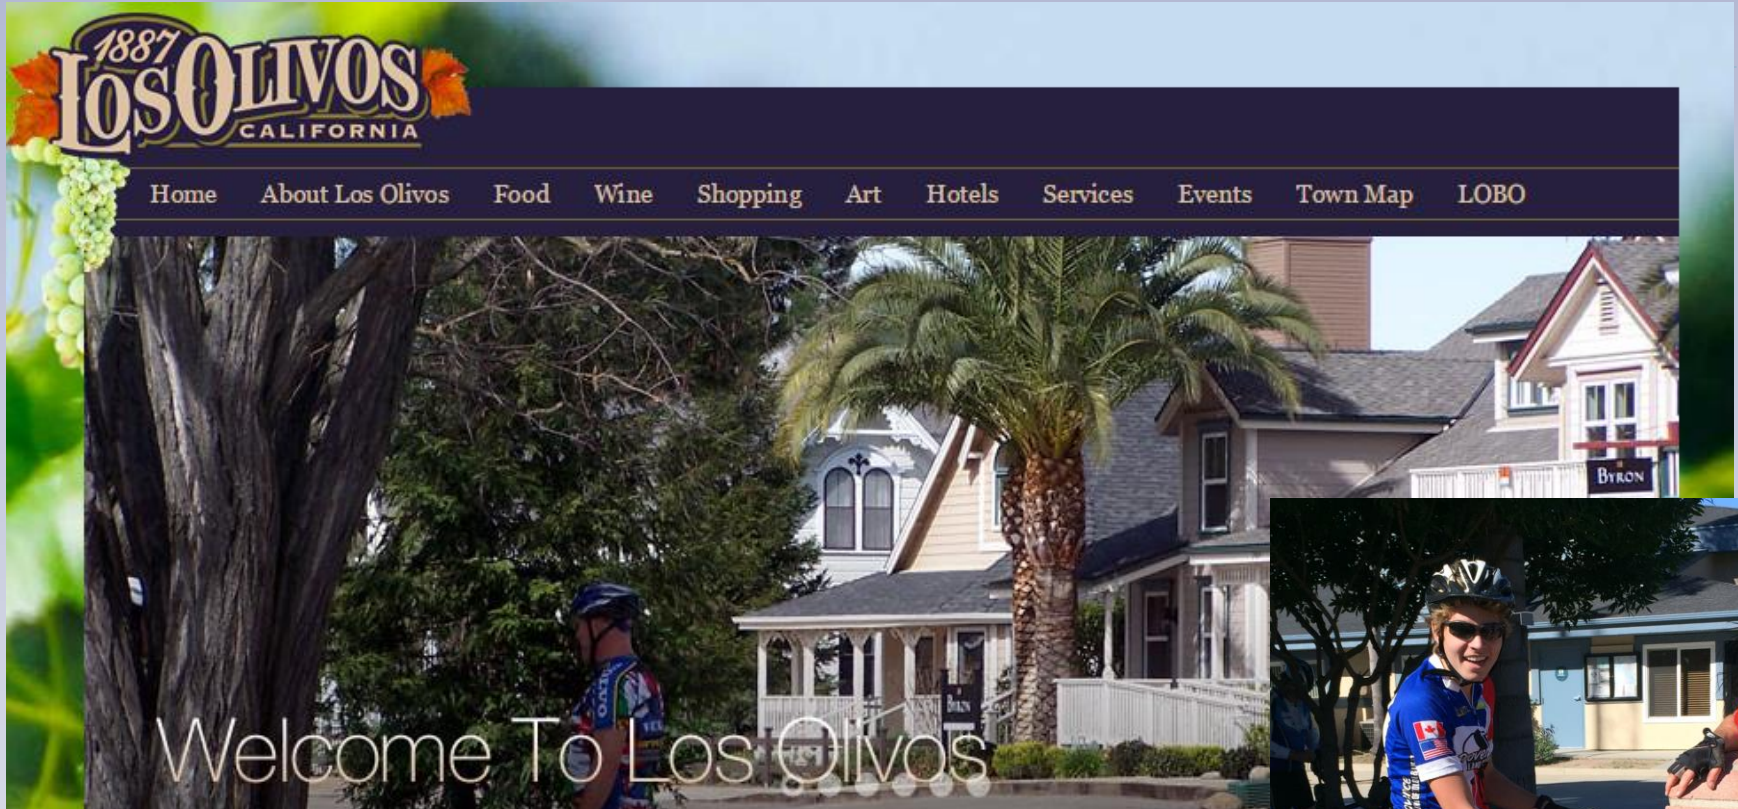 1887
LOS OLIVOS
CALIFORNIA
Home About Los Olivos Food Wine Shopping Art Hotels Services Events Town Map LOBO
BYRON
BYRON
Welcome To Los Olivos